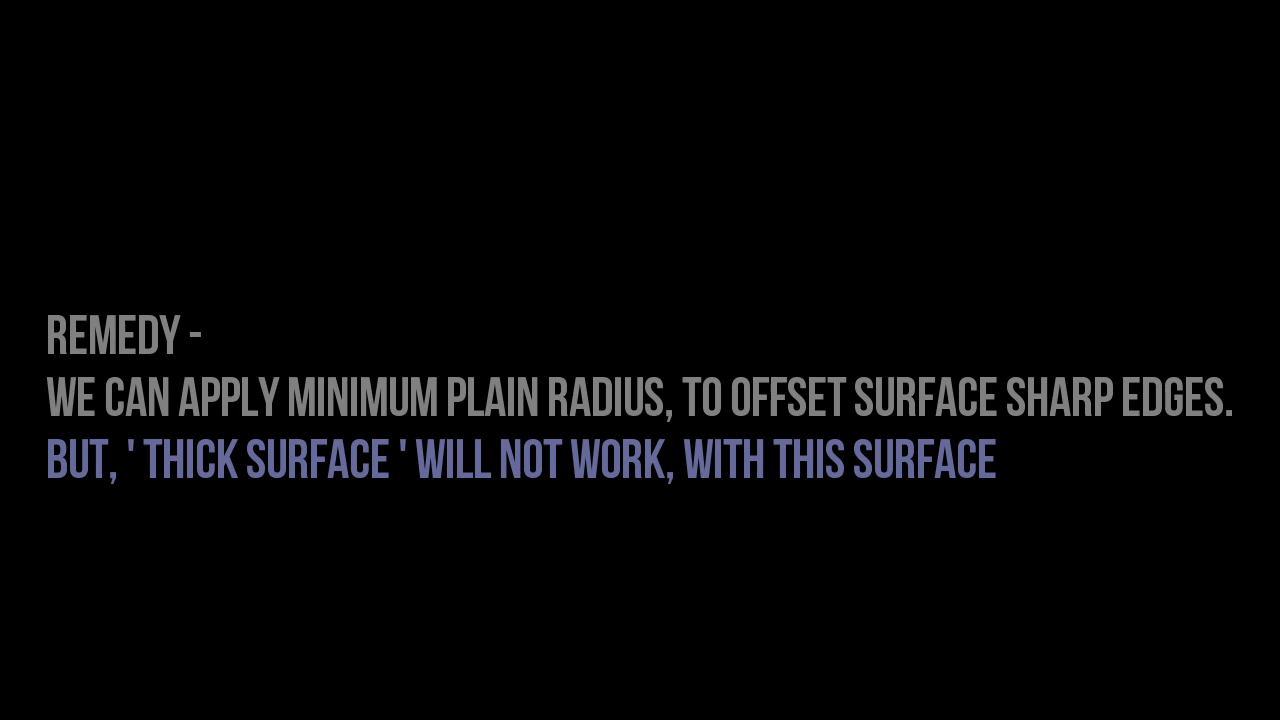 REMEDY -
WE CAN APPLY MINIMUM PLAIN RADIUS, TO OFFSET SURFACE SHARP EDGES.
BUT, ' THICK SURFACE ' WILL NOT WORK, WITH THIS SURFACE